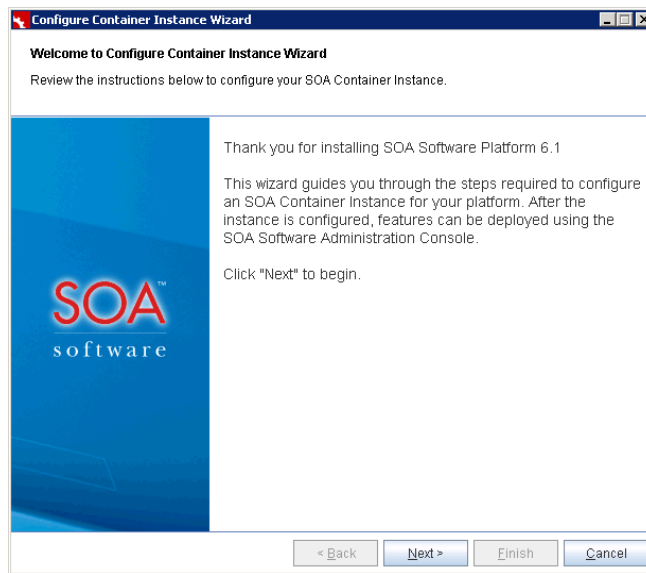 Configure Container Instance Wizard
Welcome to Configure Container Instance Wizard
Review the instructions below to configure your SOA Container Instance.
Thank you for installing SOA Software Platform 6.1
This wizard guides you through the steps required to configure
an SOA Container Instance for your platform. After the
instance is configured, features can be deployed using the
SOA Software Administration Console.
Click "Next" to begin.
SOA™
software
< Back
Next >
Finish
Cancel